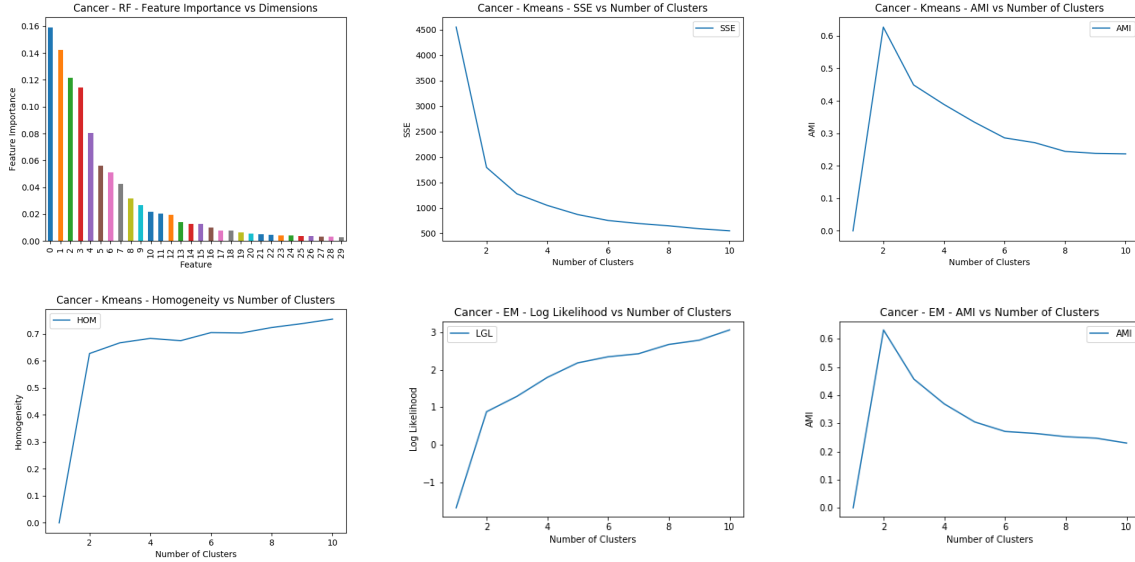 Cancer - RF - Feature Importance vs Dimensions
Feature Importance
0.16
0.14
0.12
0.10
0.08
0.06
0.04
0.02
0.00
0 1 2 3 4 5 6 7 8 9 10 11 12 13 14 15 16 17 18 19 20 21 22 23 24 25 26 27 28 29
Feature
Cancer - Kmeans - SSE vs Number of Clusters
SSE
SSE
4500
4000
3500
3000
2500
2000
1500
1000
500
2 4 6 8 10
Number of Clusters
Cancer - Kmeans - AMI vs Number of Clusters
AMI
AMI
0.6
0.5
0.4
0.3
0.2
0.1
0.0
2 4 6 8 10
Number of Clusters
Cancer - Kmeans - Homogeneity vs Number of Clusters
HOM
Homogeneity
0.7
0.6
0.5
0.4
0.3
0.2
0.1
0.0
2 4 6 8 10
Number of Clusters
Cancer - EM - Log Likelihood vs Number of Clusters
LGL
Log Likelihood
3
2
1
0
−1
2 4 6 8 10
Number of Clusters
Cancer - EM - AMI vs Number of Clusters
AMI
AMI
0.6
0.5
0.4
0.3
0.2
0.1
0.0
2 4 6 8 10
Number of Clusters